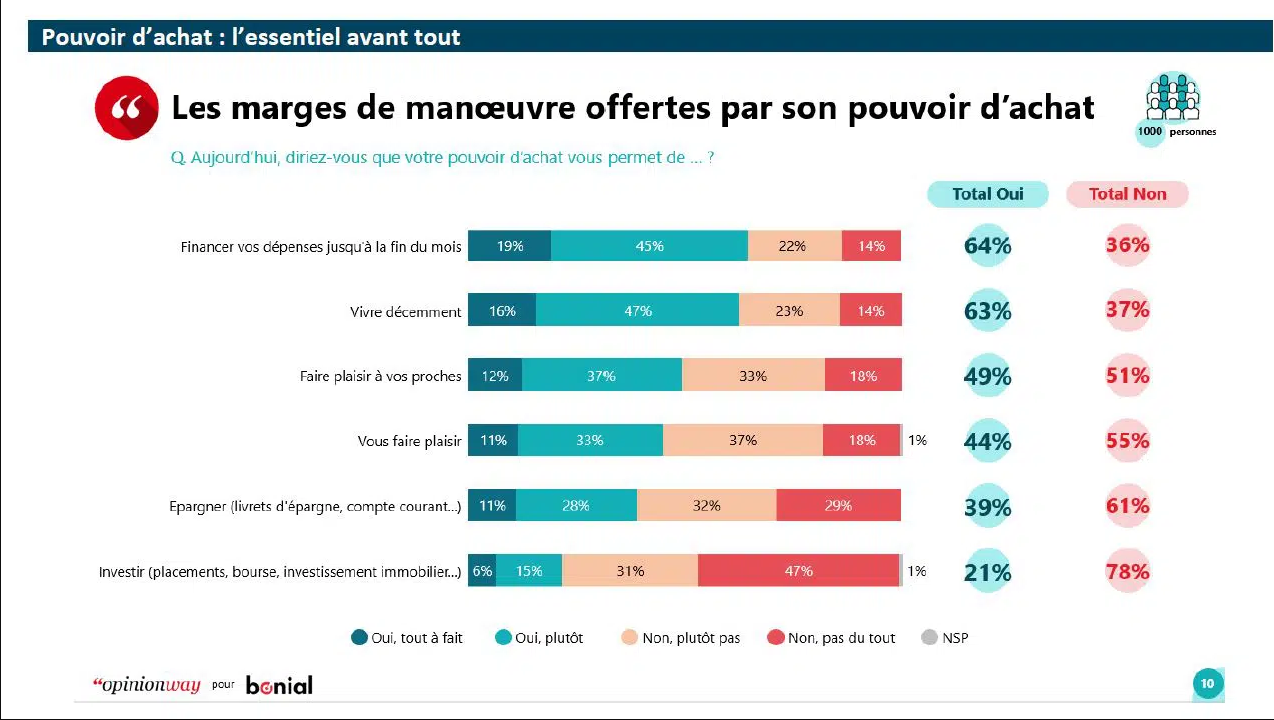 Pouvoir d'achat : l'essentiel avant tout
Les marges de manœuvre offertes par son pouvoir d'achat
1000 personnes
Q. Aujourd'hui, diriez-vous que votre pouvoir d'achat vous permet de ... ?
Total Oui Total Non
Financer vos dépenses jusqu'à la fin du mois 19% 45% 22% 14% 64% 36%
Vivre décemment 16% 47% 23% 14% 63% 37%
Faire plaisir à vos proches 12% 37% 33% 18% 49% 51%
Vous faire plaisir 11% 33% 37% 18% 1% 44% 55%
Epargner (livrets d'épargne, compte courant...) 11% 28% 32% 29% 39% 61%
Investir (placements, bourse, investissement immobilier...) 6% 15% 31% 47% 1% 21% 78%
Oui, tout à fait Oui, plutôt Non, plutôt pas Non, pas du tout NSP
“opinionway pour bonial 10